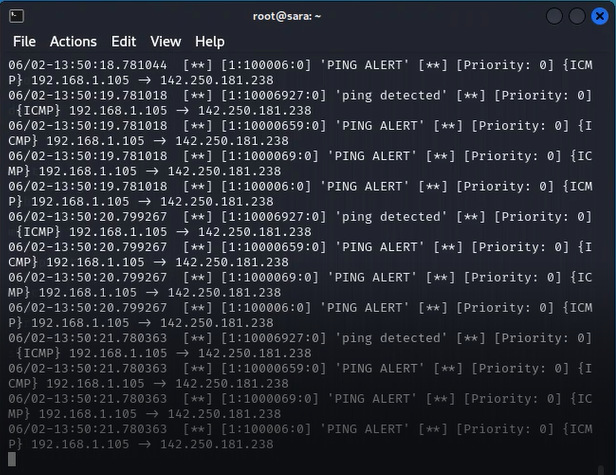 root@sara: ~
File Actions Edit View Help
06/02-13:50:18.781044  [**] [1:100006:0] 'PING ALERT' [**] [Priority: 0] {ICM
P} 192.168.1.105 → 142.250.181.238
06/02-13:50:19.781018  [**] [1:10006927:0] 'ping detected' [**] [Priority: 0]
 {ICMP} 192.168.1.105 → 142.250.181.238
06/02-13:50:19.781018  [**] [1:10000659:0] 'PING ALERT' [**] [Priority: 0] {I
CMP} 192.168.1.105 → 142.250.181.238
06/02-13:50:19.781018  [**] [1:1000069:0] 'PING ALERT' [**] [Priority: 0] {IC
MP} 192.168.1.105 → 142.250.181.238
06/02-13:50:19.781018  [**] [1:100006:0] 'PING ALERT' [**] [Priority: 0] {ICM
P} 192.168.1.105 → 142.250.181.238
06/02-13:50:20.799267  [**] [1:10006927:0] 'ping detected' [**] [Priority: 0]
 {ICMP} 192.168.1.105 → 142.250.181.238
06/02-13:50:20.799267  [**] [1:10000659:0] 'PING ALERT' [**] [Priority: 0] {I
CMP} 192.168.1.105 → 142.250.181.238
06/02-13:50:20.799267  [**] [1:1000069:0] 'PING ALERT' [**] [Priority: 0] {IC
MP} 192.168.1.105 → 142.250.181.238
06/02-13:50:20.799267  [**] [1:100006:0] 'PING ALERT' [**] [Priority: 0] {ICM
P} 192.168.1.105 → 142.250.181.238
06/02-13:50:21.780363  [**] [1:10006927:0] 'ping detected' [**] [Priority: 0]
 {ICMP} 192.168.1.105 → 142.250.181.238
06/02-13:50:21.780363  [**] [1:10000659:0] 'PING ALERT' [**] [Priority: 0] {I
CMP} 192.168.1.105 → 142.250.181.238
06/02-13:50:21.780363  [**] [1:1000069:0] 'PING ALERT' [**] [Priority: 0] {IC
MP} 192.168.1.105 → 142.250.181.238
06/02-13:50:21.780363  [**] [1:100006:0] 'PING ALERT' [**] [Priority: 0] {ICM
P} 192.168.1.105 → 142.250.181.238